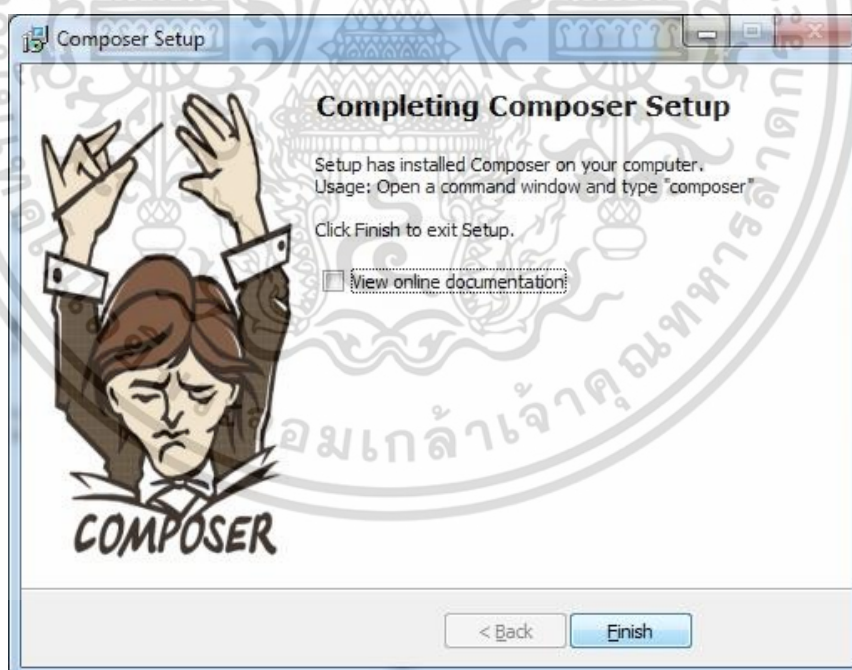 Composer Setup
Completing Composer Setup
Setup has installed Composer on your computer.
Usage: Open a command window and type "composer"
Click Finish to exit Setup.
View online documentation
COMPOSER
< Back
Finish